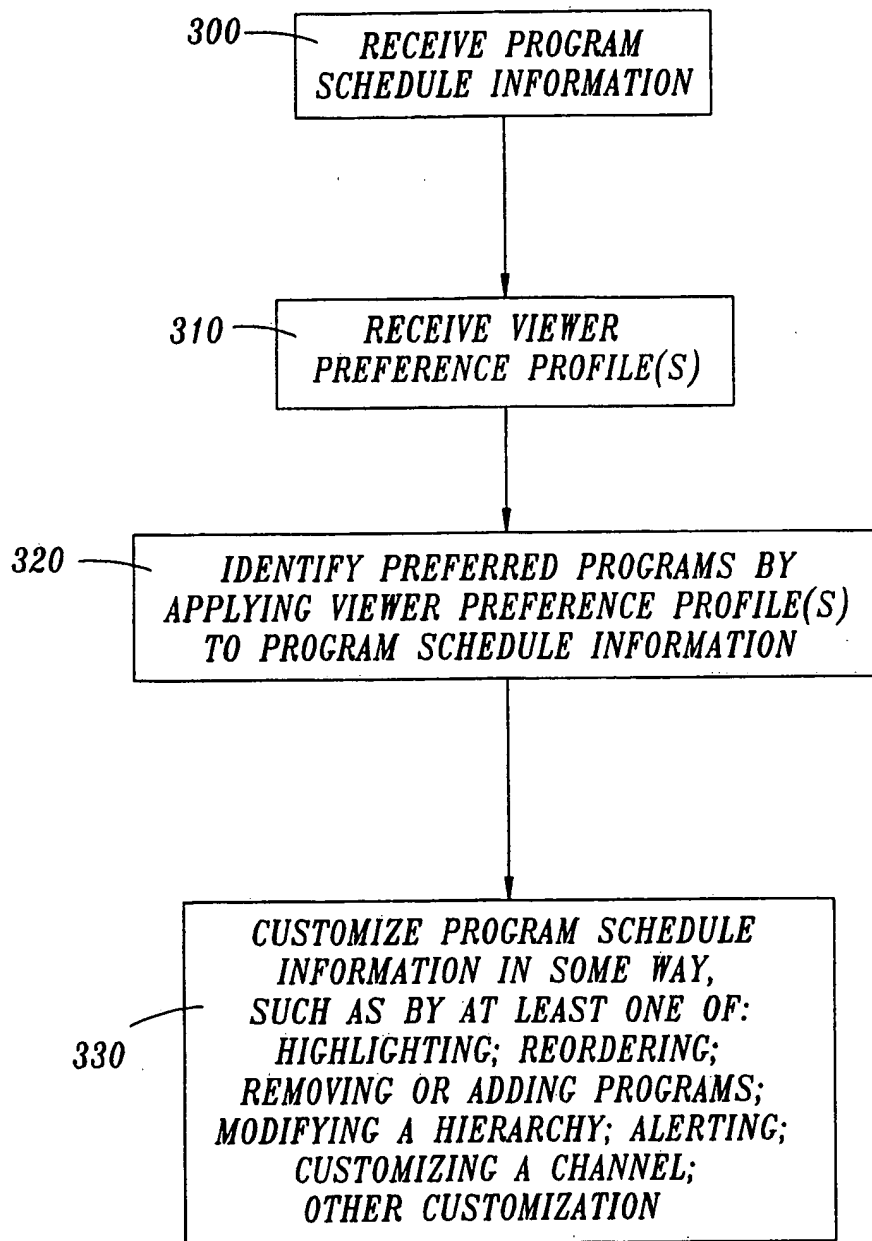 300
RECEIVE PROGRAM
SCHEDULE INFORMATION
310
RECEIVE VIEWER
PREFERENCE PROFILE(S)
320
IDENTIFY PREFERRED PROGRAMS BY
APPLYING VIEWER PREFERENCE PROFILE(S)
TO PROGRAM SCHEDULE INFORMATION
330
CUSTOMIZE PROGRAM SCHEDULE
INFORMATION IN SOME WAY,
SUCH AS BY AT LEAST ONE OF:
HIGHLIGHTING; REORDERING;
REMOVING OR ADDING PROGRAMS;
MODIFYING A HIERARCHY; ALERTING;
CUSTOMIZING A CHANNEL;
OTHER CUSTOMIZATION